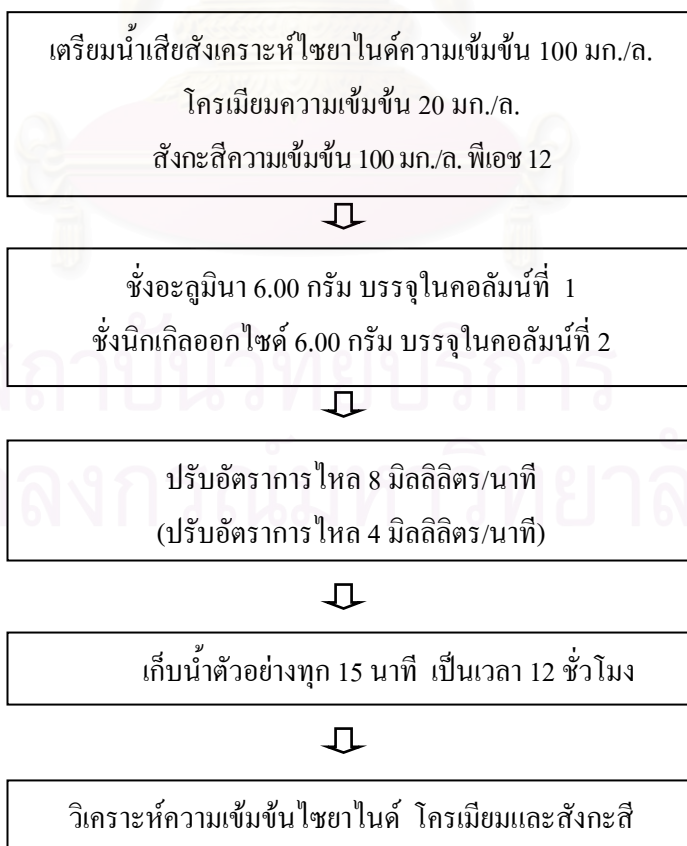 เตรียมน้ำเสียสังเคราะห์ไซยาไนด์ความเข้มข้น 100 มก./ล.
โครเมียมความเข้มข้น 20 มก./ล.
สังกะสีความเข้มข้น 100 มก./ล. พีเอช 12
ชั่งอะลูมินา 6.00 กรัม บรรจุในคอลัมน์ที่ 1
ชั่งนิกเกิลออกไซด์ 6.00 กรัม บรรจุในคอลัมน์ที่ 2
สถาบันวิทยบริการ
ปรับอัตราการไหล 8 มิลลิลิตร/นาที
(ปรับอัตราการไหล 4 มิลลิลิตร/นาที)
เก็บน้ำตัวอย่างทุก 15 นาที เป็นเวลา 12 ชั่วโมง
วิเคราะห์ความเข้มข้นไซยาไนด์ โครเมียมและสังกะสี